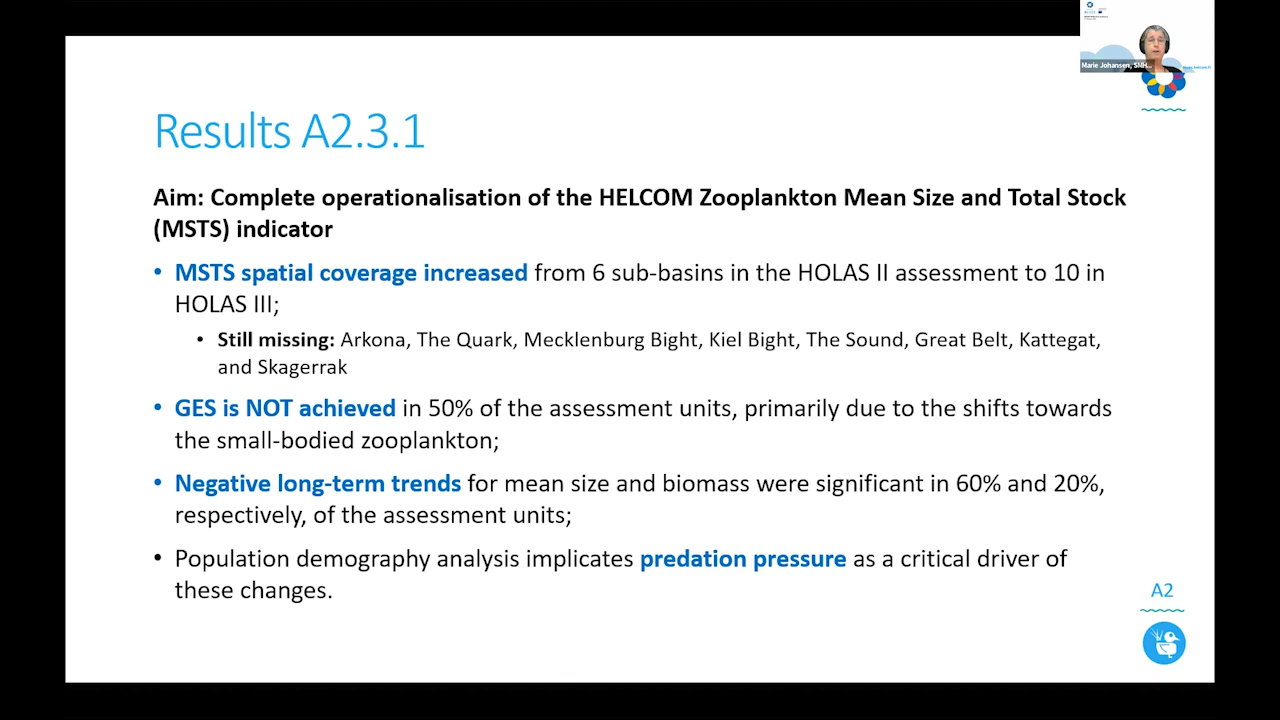 Marie Johansen, SMH...
Results A2.3.1
Aim: Complete operationalisation of the HELCOM Zooplankton Mean Size and Total Stock
(MSTS) indicator
• MSTS spatial coverage increased from 6 sub-basins in the HOLAS II assessment to 10 in
HOLAS III;
• Still missing: Arkona, The Quark, Mecklenburg Bight, Kiel Bight, The Sound, Great Belt, Kattegat,
and Skagerrak
• GES is NOT achieved in 50% of the assessment units, primarily due to the shifts towards
the small-bodied zooplankton;
• Negative long-term trends for mean size and biomass were significant in 60% and 20%,
respectively, of the assessment units;
• Population demography analysis implicates predation pressure as a critical driver of
these changes.
A2